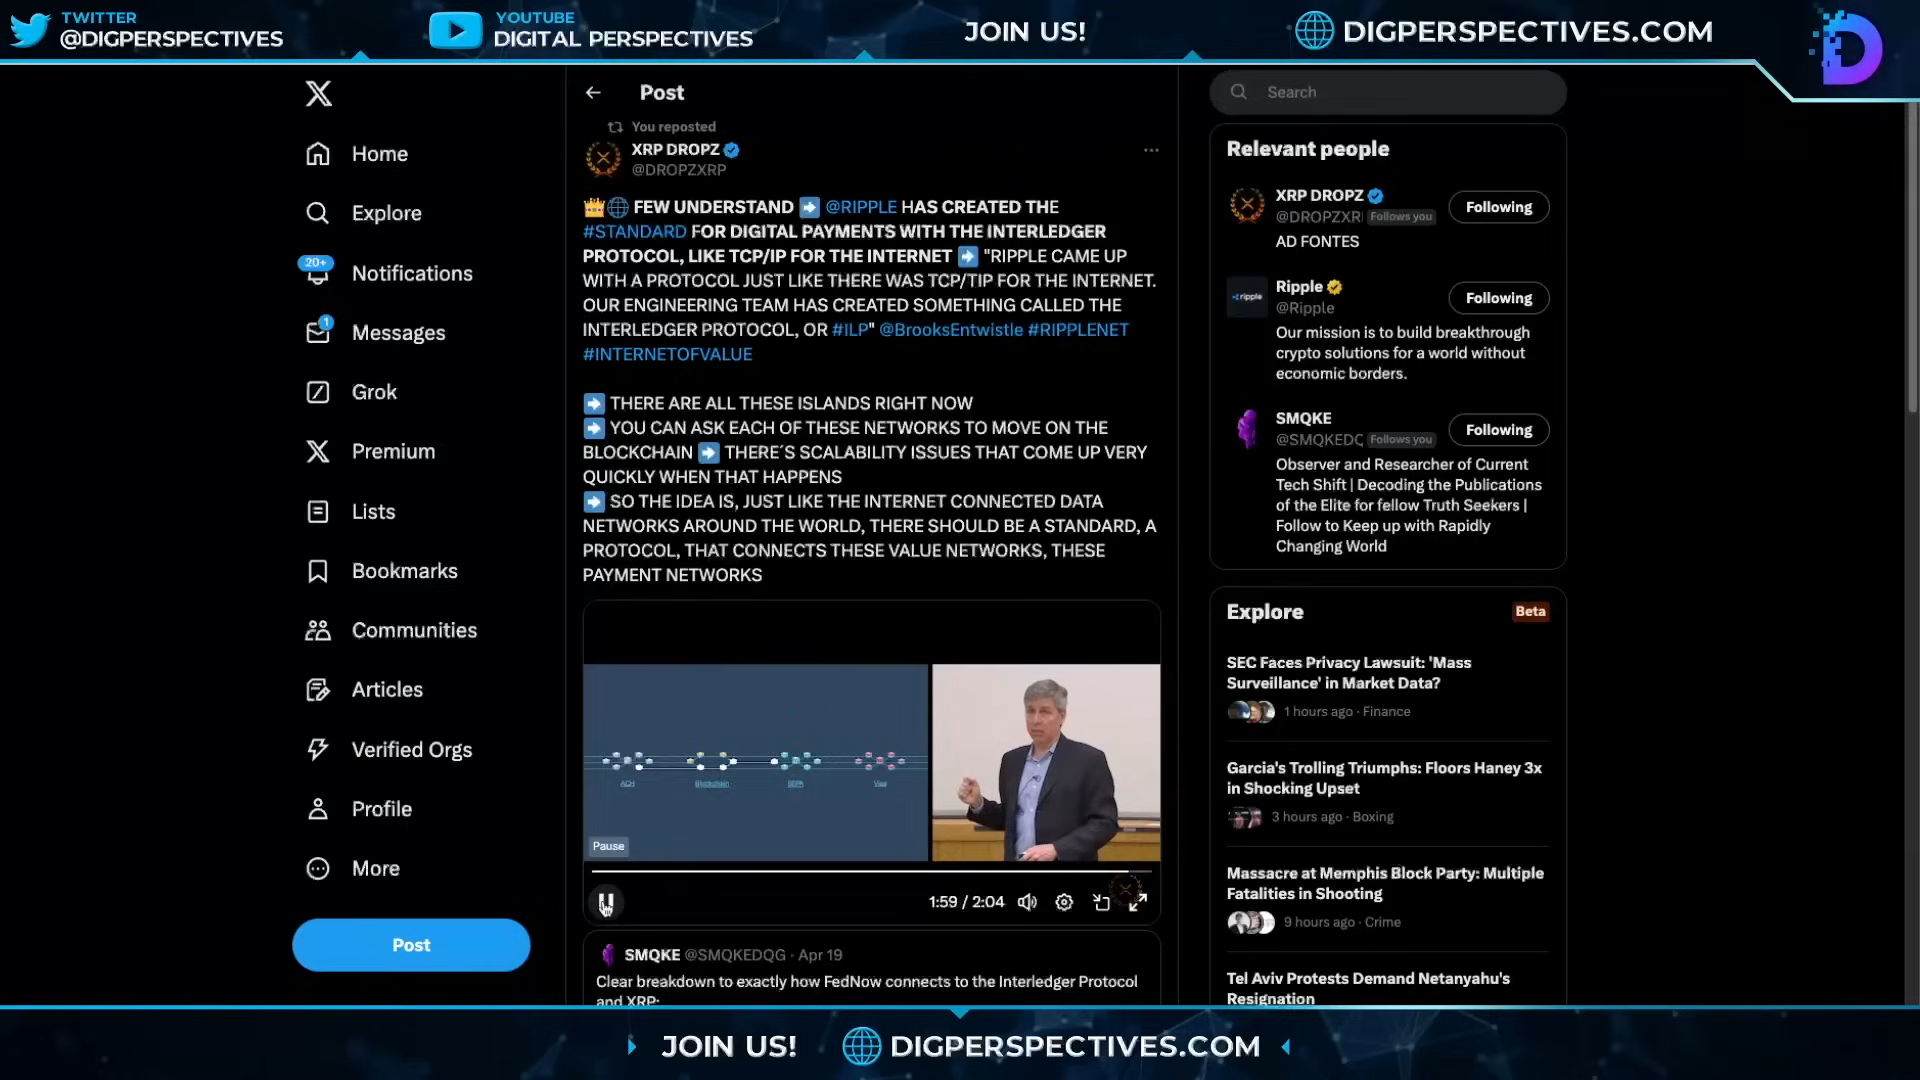 TWITTER
@DIGPERSPECTIVES
YOUTUBE
DIGITAL PERSPECTIVES
JOIN US!
DIGPERSPECTIVES.COM
Home
Explore
20+
Notifications
1
Messages
Grok
Premium
Lists
Bookmarks
Communities
Articles
Verified Orgs
Profile
More
Post
Post
You reposted
XRP DROPZ
@DROPZXRP
FEW UNDERSTAND ➡️ @RIPPLE HAS CREATED THE
#STANDARD FOR DIGITAL PAYMENTS WITH THE INTERLEDGER
PROTOCOL, LIKE TCP/IP FOR THE INTERNET ➡️ "RIPPLE CAME UP
WITH A PROTOCOL JUST LIKE THERE WAS TCP/TIP FOR THE INTERNET.
OUR ENGINEERING TEAM HAS CREATED SOMETHING CALLED THE
INTERLEDGER PROTOCOL, OR #ILP" @BrooksEntwistle #RIPPLENET
#INTERNETOFVALUE
➡️ THERE ARE ALL THESE ISLANDS RIGHT NOW
➡️ YOU CAN ASK EACH OF THESE NETWORKS TO MOVE ON THE
BLOCKCHAIN ➡️ THERE´S SCALABILITY ISSUES THAT COME UP VERY
QUICKLY WHEN THAT HAPPENS
➡️ SO THE IDEA IS, JUST LIKE THE INTERNET CONNECTED DATA
NETWORKS AROUND THE WORLD, THERE SHOULD BE A STANDARD, A
PROTOCOL, THAT CONNECTS THESE VALUE NETWORKS, THESE
PAYMENT NETWORKS
ACH
Blockchain
SEPA
Visa
Pause
1:59 / 2:04
SMQKE @SMQKEDQG · Apr 19
Clear breakdown to exactly how FedNow connects to the Interledger Protocol
and XRP:
Search
Relevant people
XRP DROPZ
@DROPZXRI Follows you
Following
AD FONTES
ripple
Ripple
@Ripple
Following
Our mission is to build breakthrough
crypto solutions for a world without
economic borders.
SMQKE
@SMQKEDQ Follows you
Following
Observer and Researcher of Current
Tech Shift | Decoding the Publications
of the Elite for fellow Truth Seekers |
Follow to Keep up with Rapidly
Changing World
Explore
Beta
SEC Faces Privacy Lawsuit: 'Mass
Surveillance' in Market Data?
1 hours ago · Finance
Garcia's Trolling Triumphs: Floors Haney 3x
in Shocking Upset
3 hours ago · Boxing
Massacre at Memphis Block Party: Multiple
Fatalities in Shooting
9 hours ago · Crime
Tel Aviv Protests Demand Netanyahu's
Resignation
JOIN US!
DIGPERSPECTIVES.COM